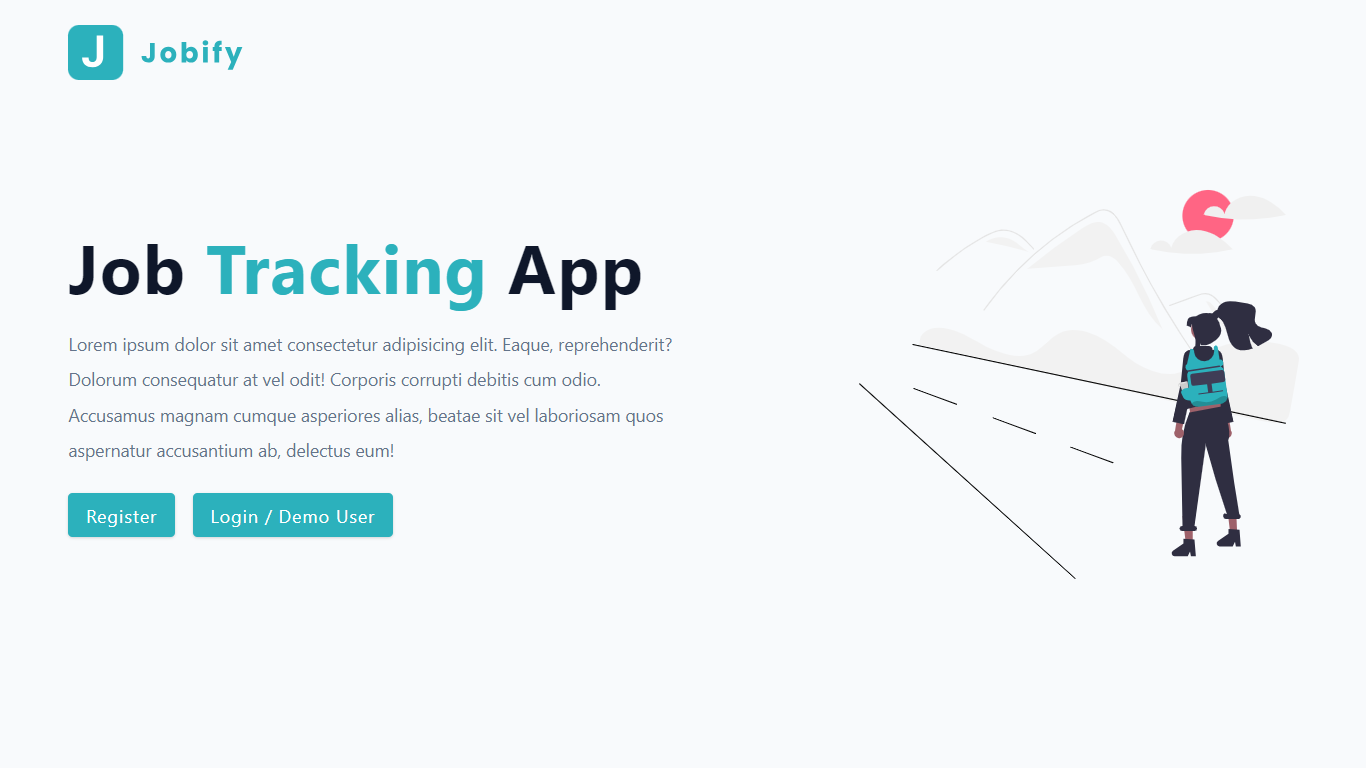 J Jobify
Job Tracking App
Lorem ipsum dolor sit amet consectetur adipisicing elit. Eaque, reprehenderit?
Dolorum consequatur at vel odit! Corporis corrupti debitis cum odio.
Accusamus magnam cumque asperiores alias, beatae sit vel laboriosam quos
aspernatur accusantium ab, delectus eum!
Register Login / Demo User